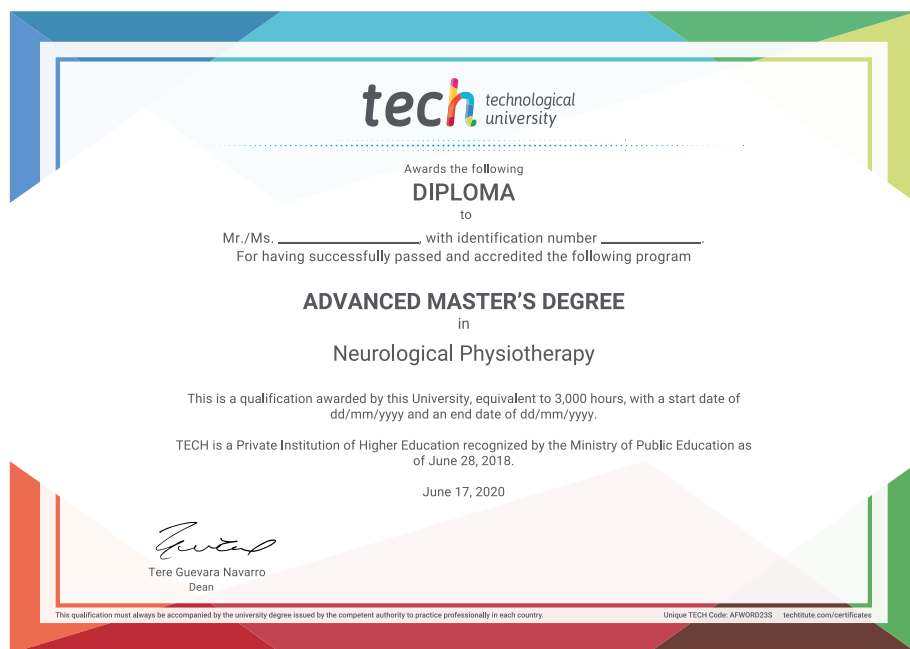 tech technological
university
Awards the following
DIPLOMA
to
Mr./Ms. ____________________, with identification number ______________.
For having successfully passed and accredited the following program
ADVANCED MASTER'S DEGREE
in
Neurological Physiotherapy
This is a qualification awarded by this University, equivalent to 3,000 hours, with a start date of
dd/mm/yyyy and an end date of dd/mm/yyyy.
TECH is a Private Institution of Higher Education recognized by the Ministry of Public Education as
of June 28, 2018.
June 17, 2020
Tere Guevara Navarro
Dean
This qualification must always be accompanied by the university degree issued by the competent authority to practice professionally in each country.
Unique TECH Code: AFWORD23S techtitute.com/certificates